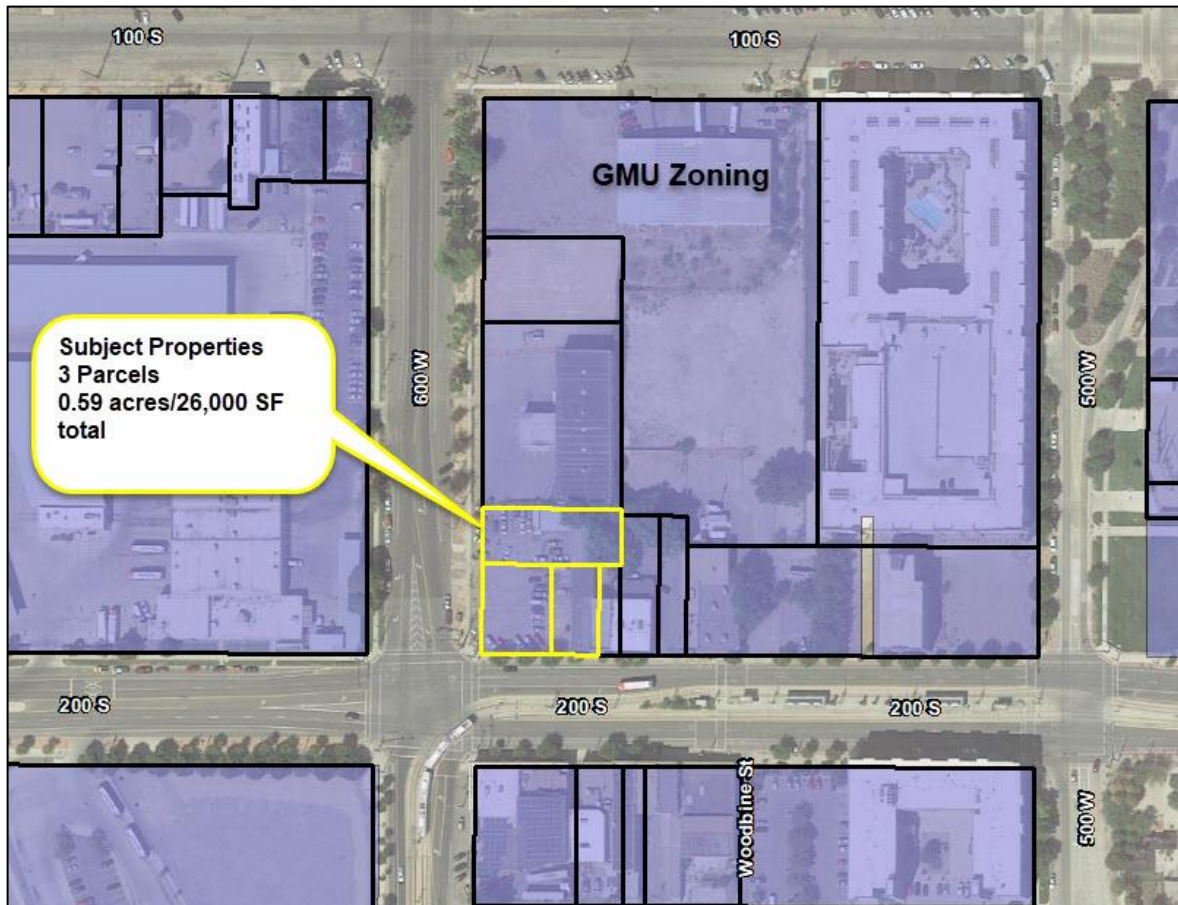 100 S
100 S
GMU Zoning
Subject Properties
3 Parcels
0.59 acres/26,000 SF
total
600 W
500 W
200 S
200 S
200 S
Woodbine St
500 W